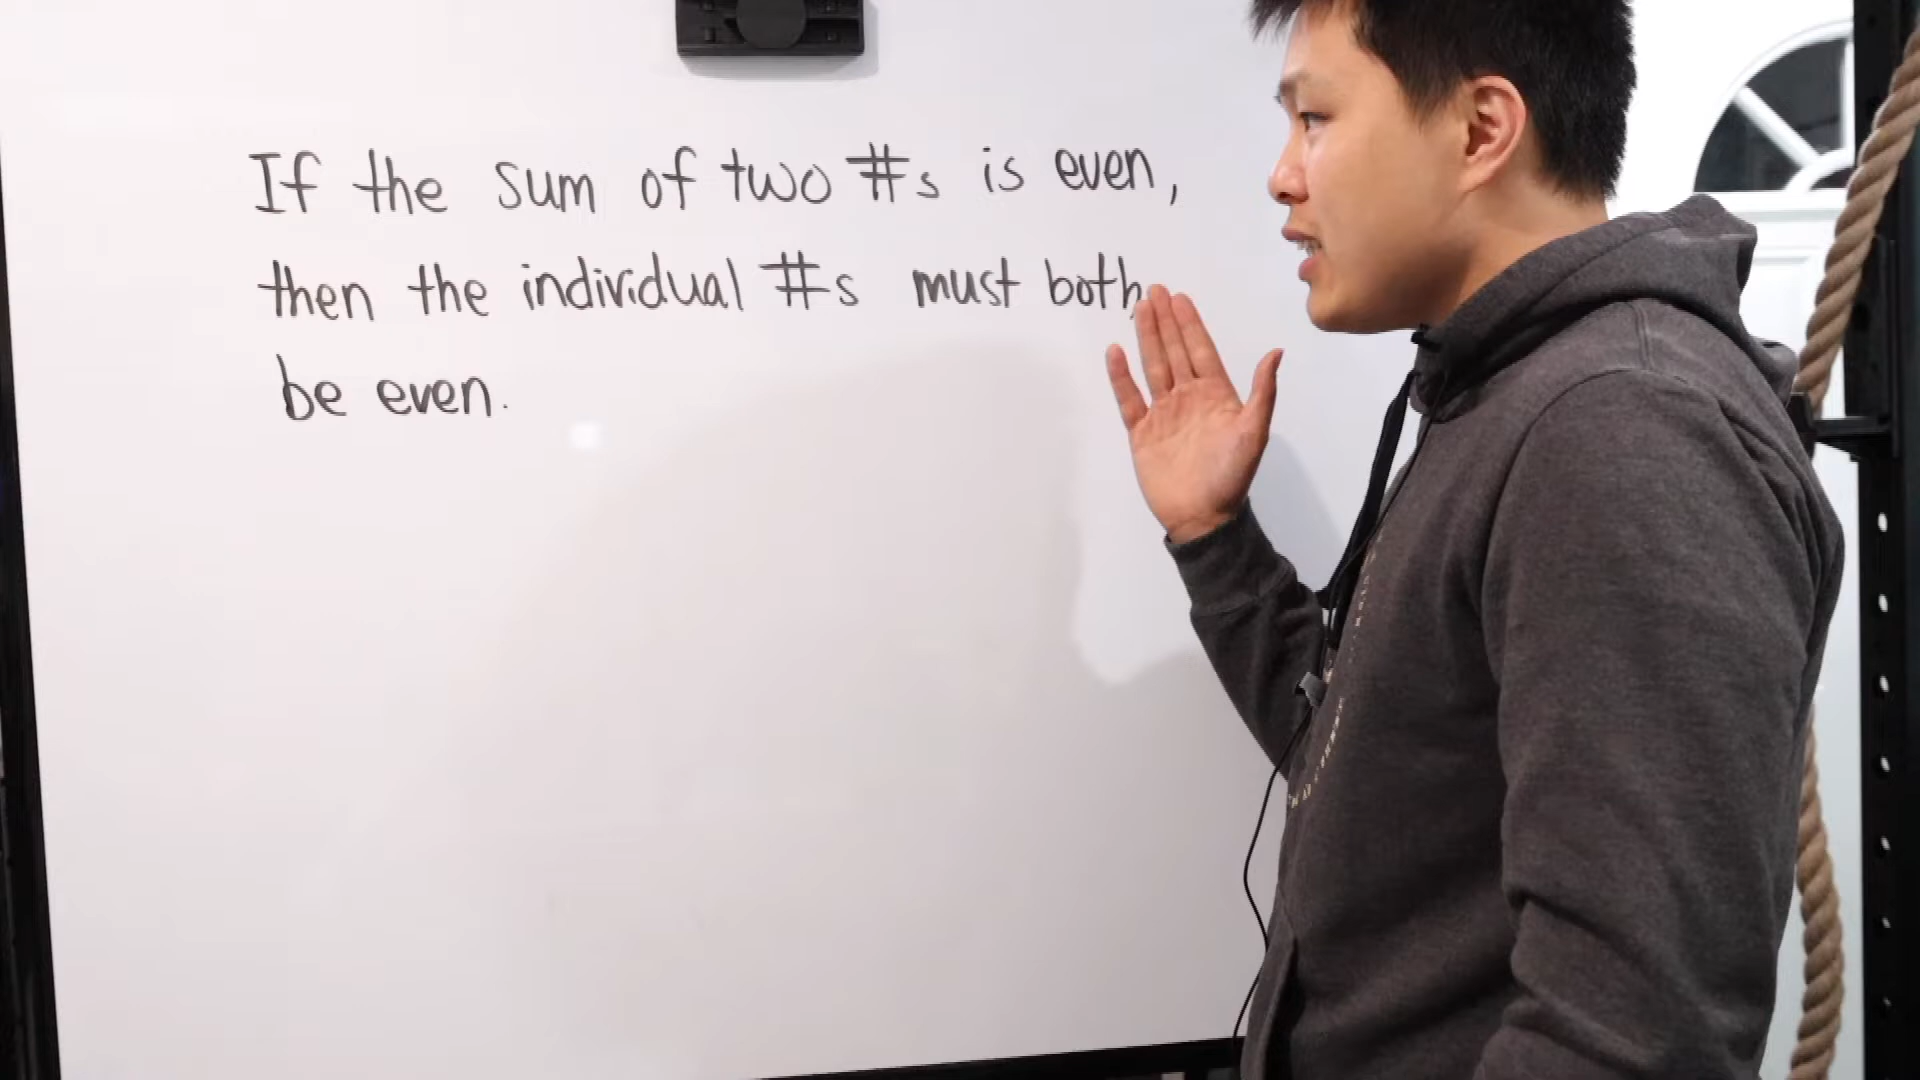 If the sum of two #s is even,
then the individual #s must both
be even.